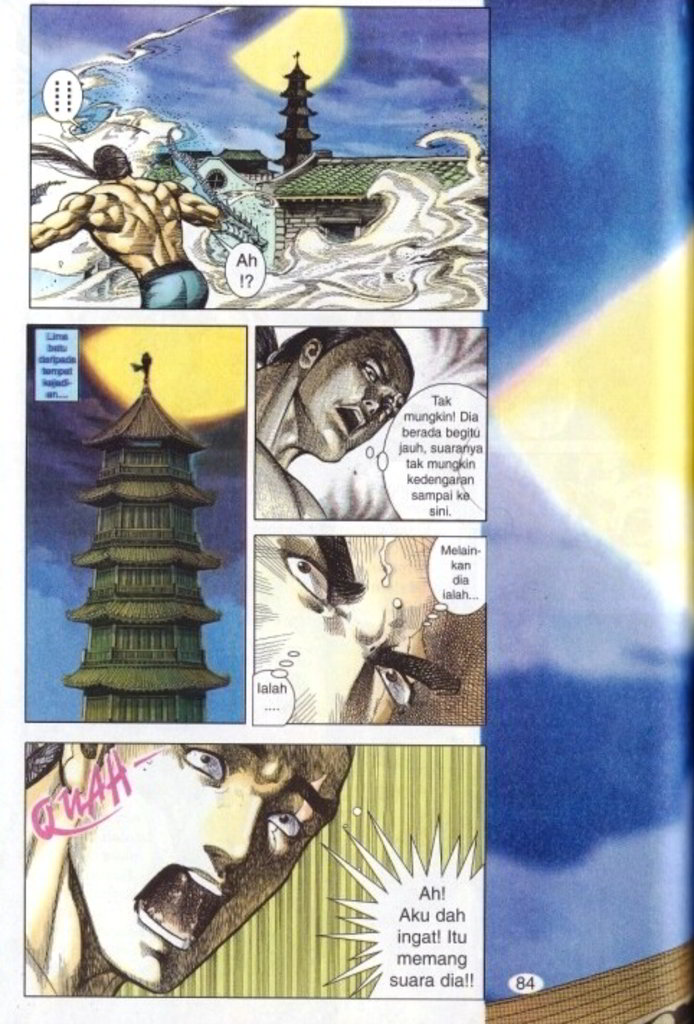 Ah
!?
Lima
batu
daripada
tempat
kejadi-
an....
Tak
mungkin! Dia
berada begitu
jauh, suaranya
tak mungkin
kedengaran
sampai ke
sini.
Melain-
kan
dia
ialah...
Ialah
....
QUAH
Ah!
Aku dah
ingat! Itu
memang
suara dia!!
84